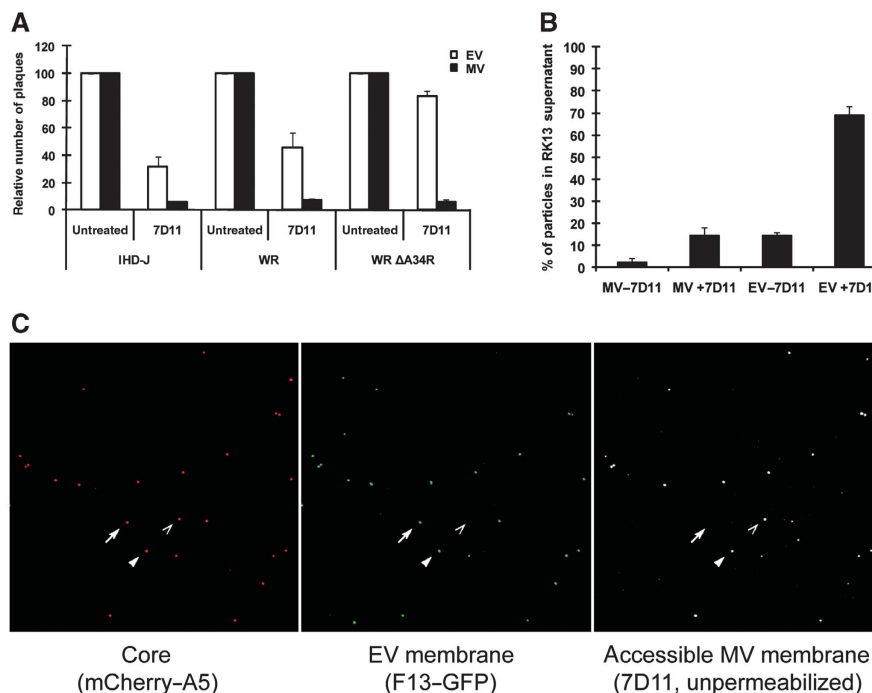 A
Relative number of plaques
120
100
80
60
40
20
0
EV
MV
Untreated 7D11 Untreated 7D11 Untreated 7D11
IHD-J WR WR ΔA34R
B
% of particles in RK13 supernatant
100
90
80
70
60
50
40
30
20
10
0
MV–7D11 MV +7D11 EV–7D11 EV +7D1
C
Core
(mCherry–A5)
EV membrane
(F13–GFP)
Accessible MV membrane
(7D11, unpermeabilized)